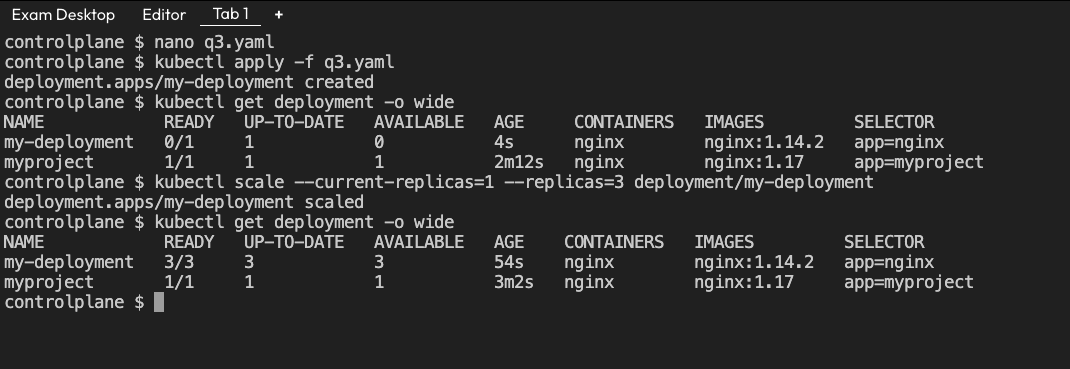 Exam Desktop Editor Tab 1 +
controlplane $ nano q3.yaml
controlplane $ kubectl apply -f q3.yaml
deployment.apps/my-deployment created
controlplane $ kubectl get deployment -o wide
NAME READY UP-TO-DATE AVAILABLE AGE CONTAINERS IMAGES SELECTOR
my-deployment 0/1 1 0 4s nginx nginx:1.14.2 app=nginx
myproject 1/1 1 1 2m12s nginx nginx:1.17 app=myproject
controlplane $ kubectl scale --current-replicas=1 --replicas=3 deployment/my-deployment
deployment.apps/my-deployment scaled
controlplane $ kubectl get deployment -o wide
NAME READY UP-TO-DATE AVAILABLE AGE CONTAINERS IMAGES SELECTOR
my-deployment 3/3 3 3 54s nginx nginx:1.14.2 app=nginx
myproject 1/1 1 1 3m2s nginx nginx:1.17 app=myproject
controlplane $